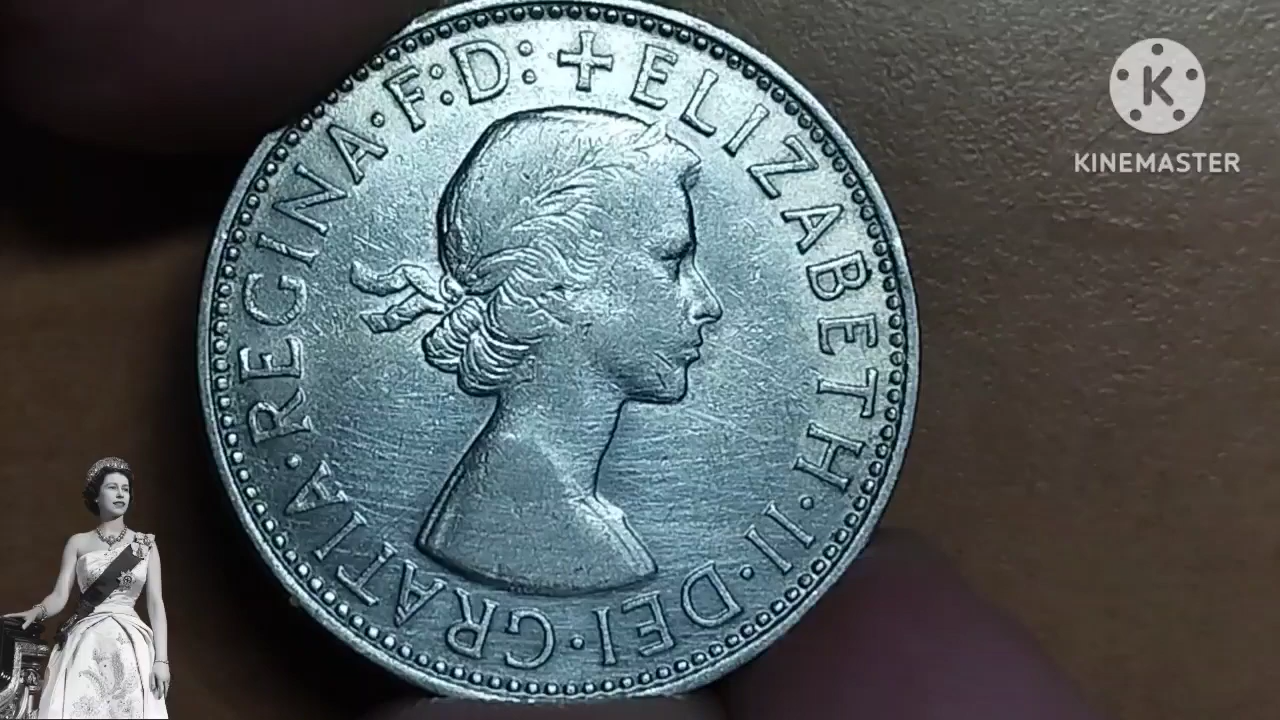 + ELIZABETH · II · DEI · GRATIA · REGINA · F: D:
K
KINEMASTER